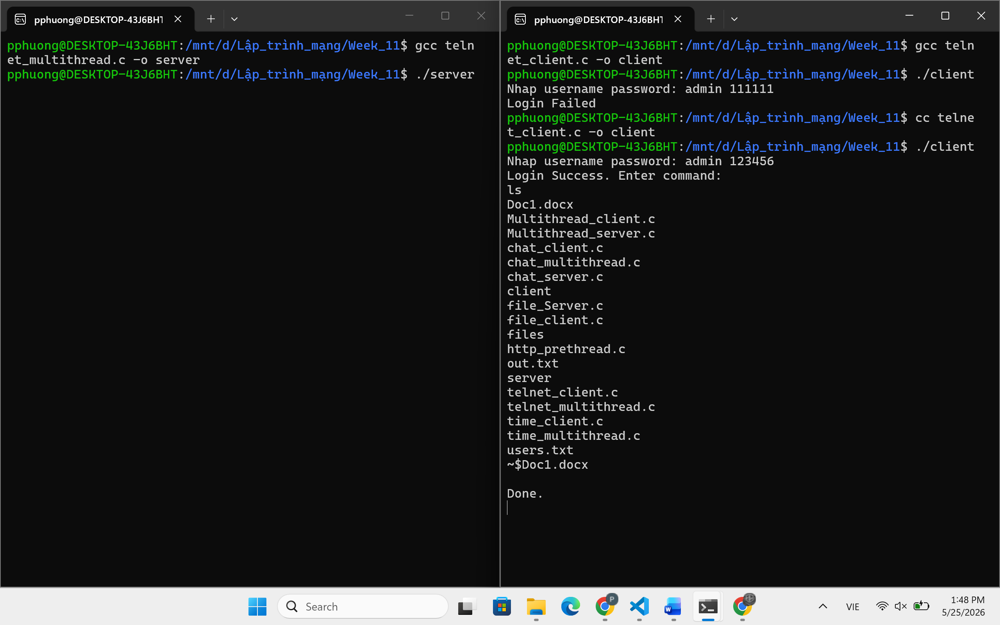 pphuong@DESKTOP-43J6BHT
pphuong@DESKTOP-43J6BHT:/mnt/d/Lập_trình_mạng/Week_11$ gcc teln
et_multithread.c -o server
pphuong@DESKTOP-43J6BHT:/mnt/d/Lập_trình_mạng/Week_11$ ./server
pphuong@DESKTOP-43J6BHT
pphuong@DESKTOP-43J6BHT:/mnt/d/Lập_trình_mạng/Week_11$ gcc teln
et_client.c -o client
pphuong@DESKTOP-43J6BHT:/mnt/d/Lập_trình_mạng/Week_11$ ./client
Nhap username password: admin 111111
Login Failed
pphuong@DESKTOP-43J6BHT:/mnt/d/Lập_trình_mạng/Week_11$ cc telne
t_client.c -o client
pphuong@DESKTOP-43J6BHT:/mnt/d/Lập_trình_mạng/Week_11$ ./client
Nhap username password: admin 123456
Login Success. Enter command:
ls
Doc1.docx
Multithread_client.c
Multithread_server.c
chat_client.c
chat_multithread.c
chat_server.c
client
file_Server.c
file_client.c
files
http_prethread.c
out.txt
server
telnet_client.c
telnet_multithread.c
time_client.c
time_multithread.c
users.txt
~$Doc1.docx
Done.
Search
P
W
VIE
1:48 PM
5/25/2026